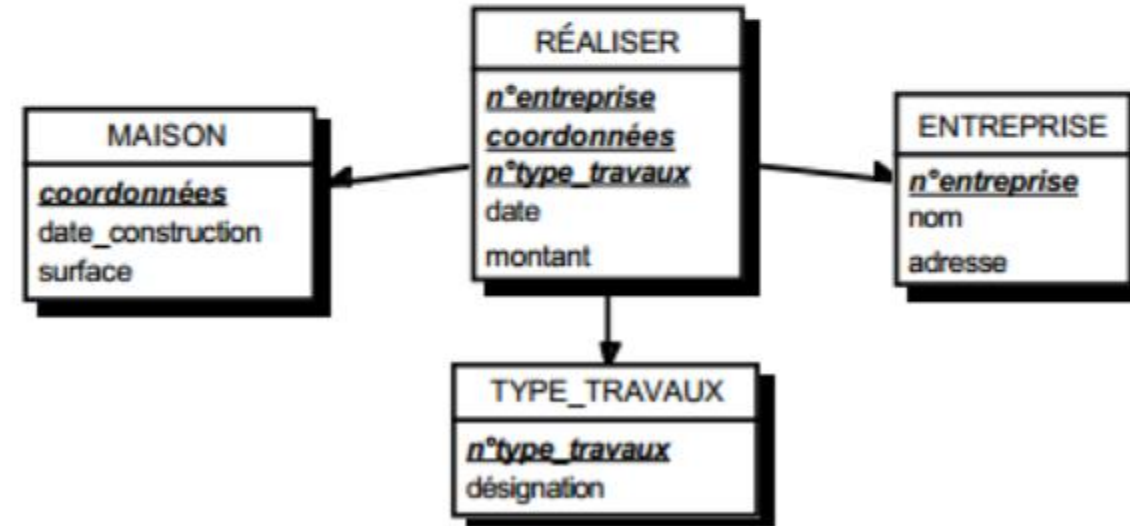 RÉALISER
n°entreprise
coordonnées
n°type_travaux
date
montant
MAISON
coordonnées
date_construction
surface
ENTREPRISE
n°entreprise
nom
adresse
TYPE_TRAVAUX
n°type_travaux
désignation